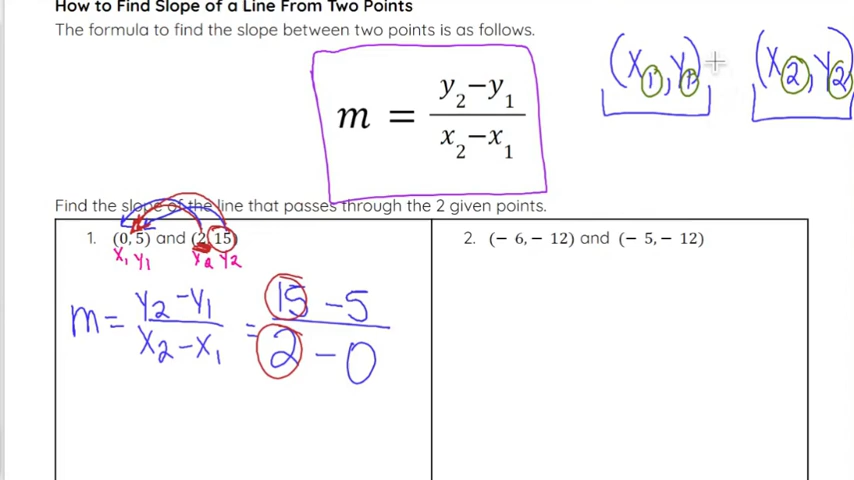 How to Find Slope of a Line From Two Points
The formula to find the slope between two points is as follows.
m = (y₂−y₁)/(x₂−x₁)
(X₁, Y₁) + (X₂, Y₂)
Find the slope of the line that passes through the 2 given points.
1. (0, 5) and (2, 15)
X₁ Y₁ X₂ Y₂
m = (Y₂ − Y₁)/(X₂ − X₁) = (15 − 5)/(2 − 0)
2. (− 6, − 12) and (− 5, − 12)